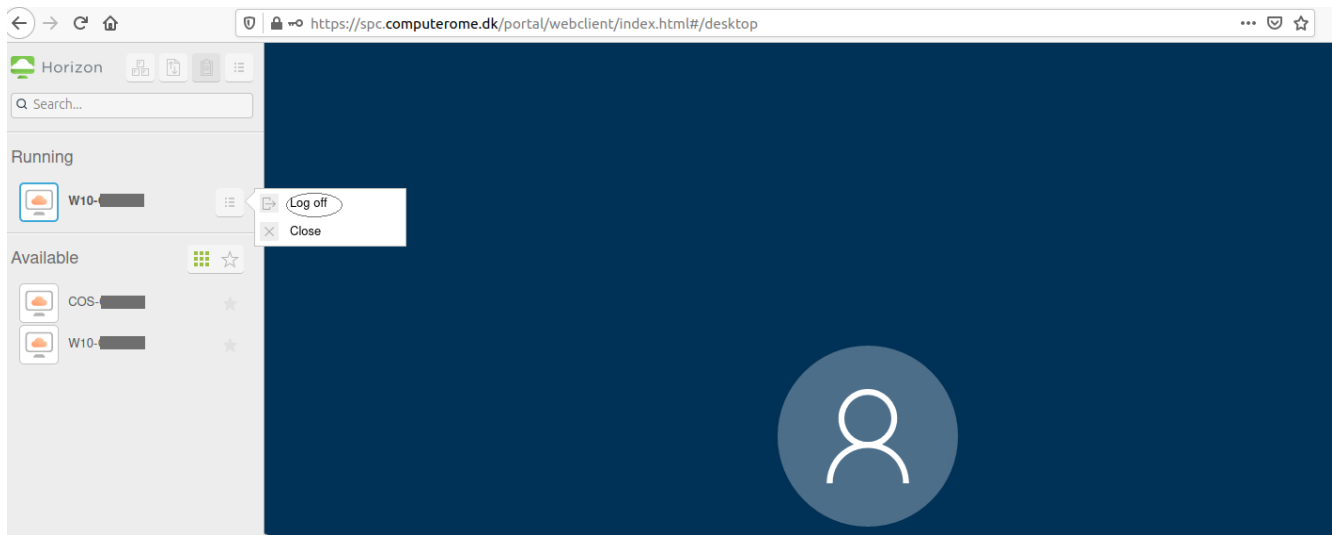 https://spc.computerome.dk/portal/webclient/index.html#/desktop
Horizon
Search...
Running
W10-
Log off
Close
Available
COS-
W10-